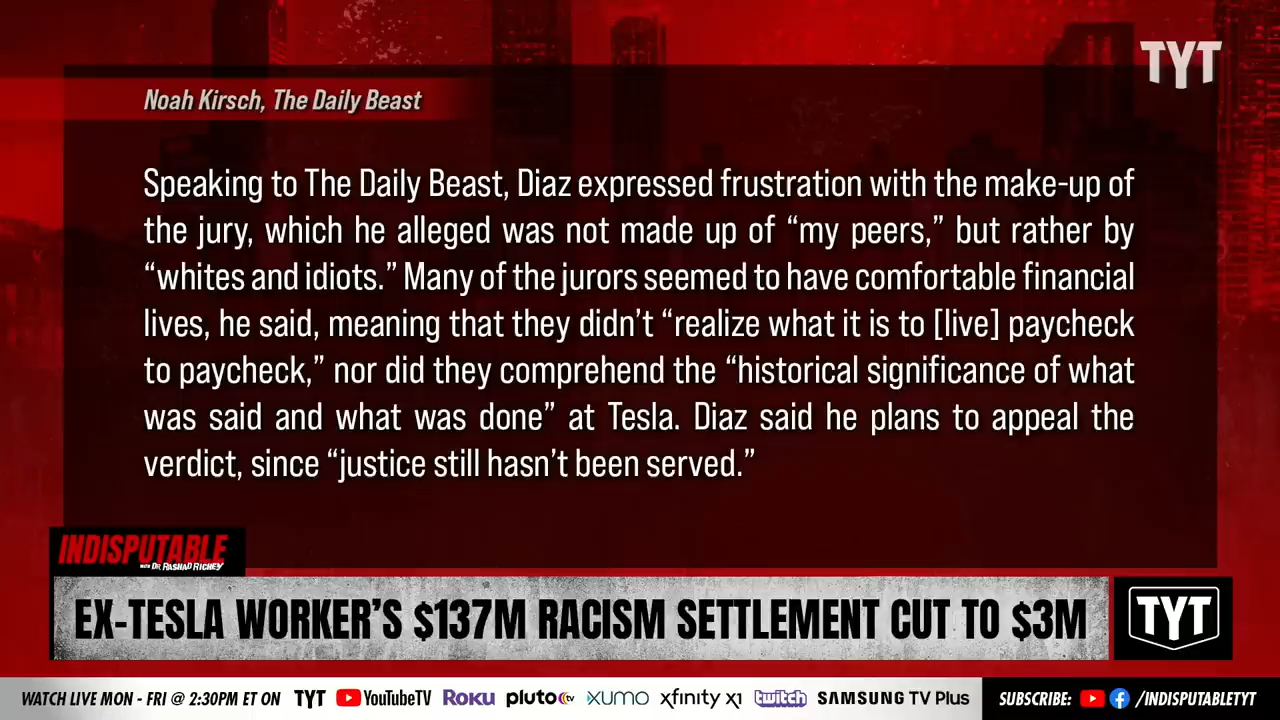 TYT
Noah Kirsch, The Daily Beast
Speaking to The Daily Beast, Diaz expressed frustration with the make-up of
the jury, which he alleged was not made up of “my peers,” but rather by
“whites and idiots.” Many of the jurors seemed to have comfortable financial
lives, he said, meaning that they didn’t “realize what it is to [live] paycheck
to paycheck,” nor did they comprehend the “historical significance of what
was said and what was done” at Tesla. Diaz said he plans to appeal the
verdict, since “justice still hasn’t been served.”
INDISPUTABLE
WITH DR. RASHAD RICHEY
EX-TESLA WORKER’S $137M RACISM SETTLEMENT CUT TO $3M
TYT
WATCH LIVE MON - FRI @ 2:30PM ET ON TYT YouTubeTV ROKU pluto tv XUMO xfinity x1 twitch SAMSUNG TV Plus SUBSCRIBE: /INDISPUTABLETYT